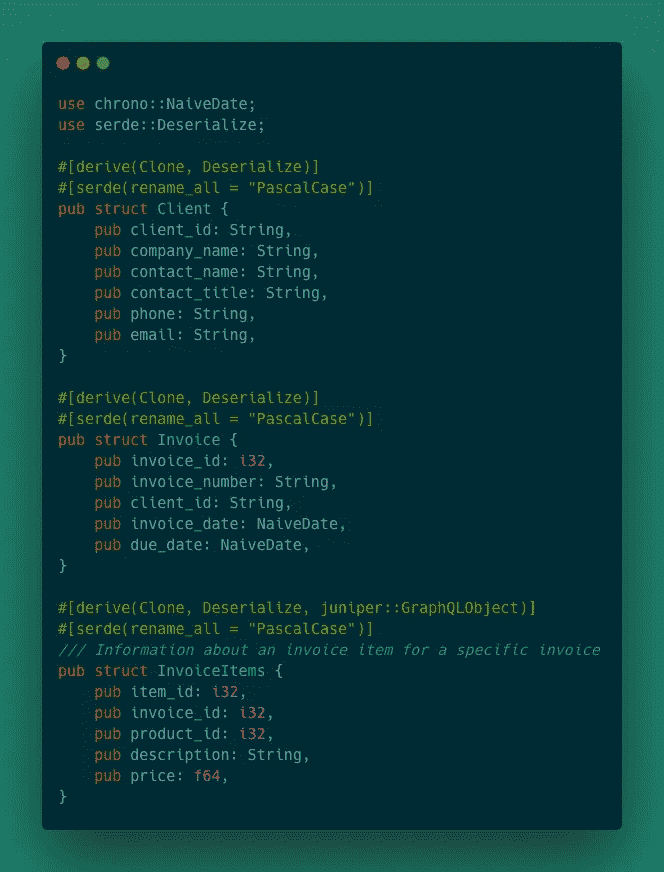 use chrono::NaiveDate;
use serde::Deserialize;

#[derive(Clone, Deserialize)]
#[serde(rename_all = "PascalCase")]
pub struct Client {
    pub client_id: String,
    pub company_name: String,
    pub contact_name: String,
    pub contact_title: String,
    pub phone: String,
    pub email: String,
}

#[derive(Clone, Deserialize)]
#[serde(rename_all = "PascalCase")]
pub struct Invoice {
    pub invoice_id: i32,
    pub invoice_number: String,
    pub client_id: String,
    pub invoice_date: NaiveDate,
    pub due_date: NaiveDate,
}

#[derive(Clone, Deserialize, juniper::GraphQLObject)]
#[serde(rename_all = "PascalCase")]
/// Information about an invoice item for a specific invoice
pub struct InvoiceItems {
    pub item_id: i32,
    pub invoice_id: i32,
    pub product_id: i32,
    pub description: String,
    pub price: f64,
}